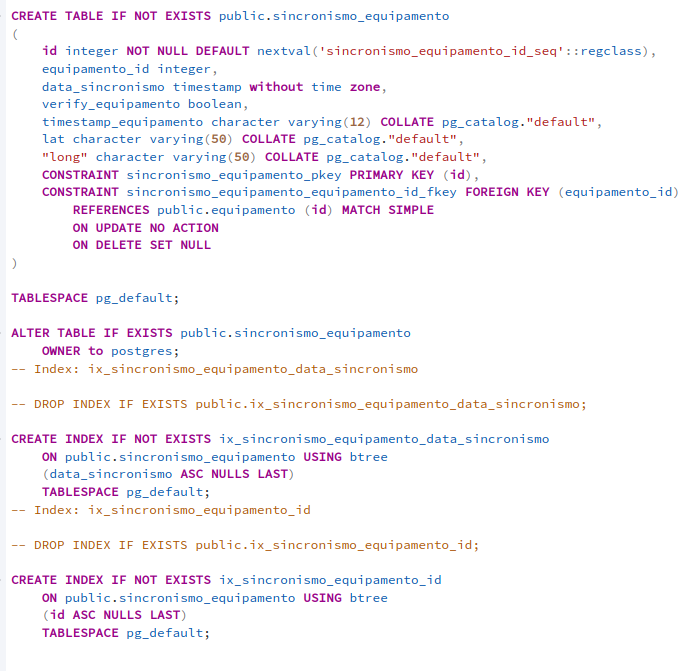 CREATE TABLE IF NOT EXISTS public.sincronismo_equipamento
(
    id integer NOT NULL DEFAULT nextval('sincronismo_equipamento_id_seq'::regclass),
    equipamento_id integer,
    data_sincronismo timestamp without time zone,
    verify_equipamento boolean,
    timestamp_equipamento character varying(12) COLLATE pg_catalog."default",
    lat character varying(50) COLLATE pg_catalog."default",
    "long" character varying(50) COLLATE pg_catalog."default",
    CONSTRAINT sincronismo_equipamento_pkey PRIMARY KEY (id),
    CONSTRAINT sincronismo_equipamento_equipamento_id_fkey FOREIGN KEY (equipamento_id)
        REFERENCES public.equipamento (id) MATCH SIMPLE
        ON UPDATE NO ACTION
        ON DELETE SET NULL
)

TABLESPACE pg_default;

ALTER TABLE IF EXISTS public.sincronismo_equipamento
    OWNER to postgres;
-- Index: ix_sincronismo_equipamento_data_sincronismo

-- DROP INDEX IF EXISTS public.ix_sincronismo_equipamento_data_sincronismo;

CREATE INDEX IF NOT EXISTS ix_sincronismo_equipamento_data_sincronismo
    ON public.sincronismo_equipamento USING btree
    (data_sincronismo ASC NULLS LAST)
    TABLESPACE pg_default;
-- Index: ix_sincronismo_equipamento_id

-- DROP INDEX IF EXISTS public.ix_sincronismo_equipamento_id;

CREATE INDEX IF NOT EXISTS ix_sincronismo_equipamento_id
    ON public.sincronismo_equipamento USING btree
    (id ASC NULLS LAST)
    TABLESPACE pg_default;